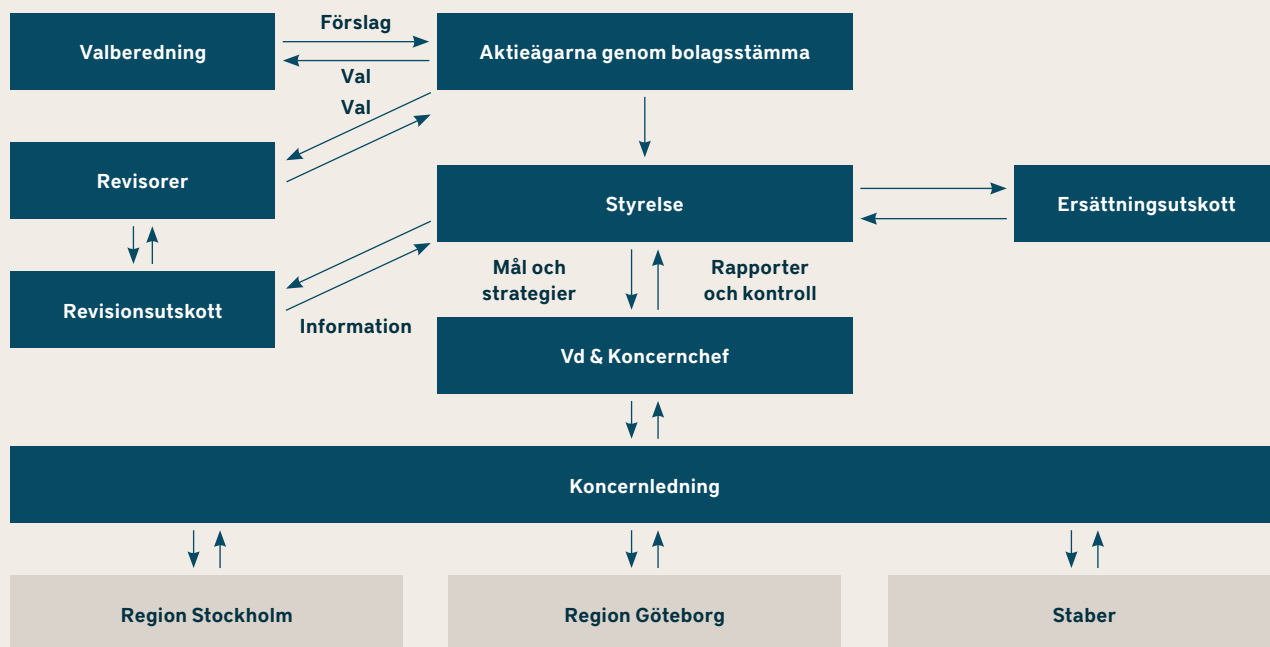 Valberedning
Förslag
Aktieägarna genom bolagsstämma
Val
Val
Revisorer
Styrelse
Ersättningsutskott
Mål och
strategier
Rapporter
och kontroll
Revisionsutskott
Information
Vd & Koncernchef
Koncernledning
Region Stockholm
Region Göteborg
Staber